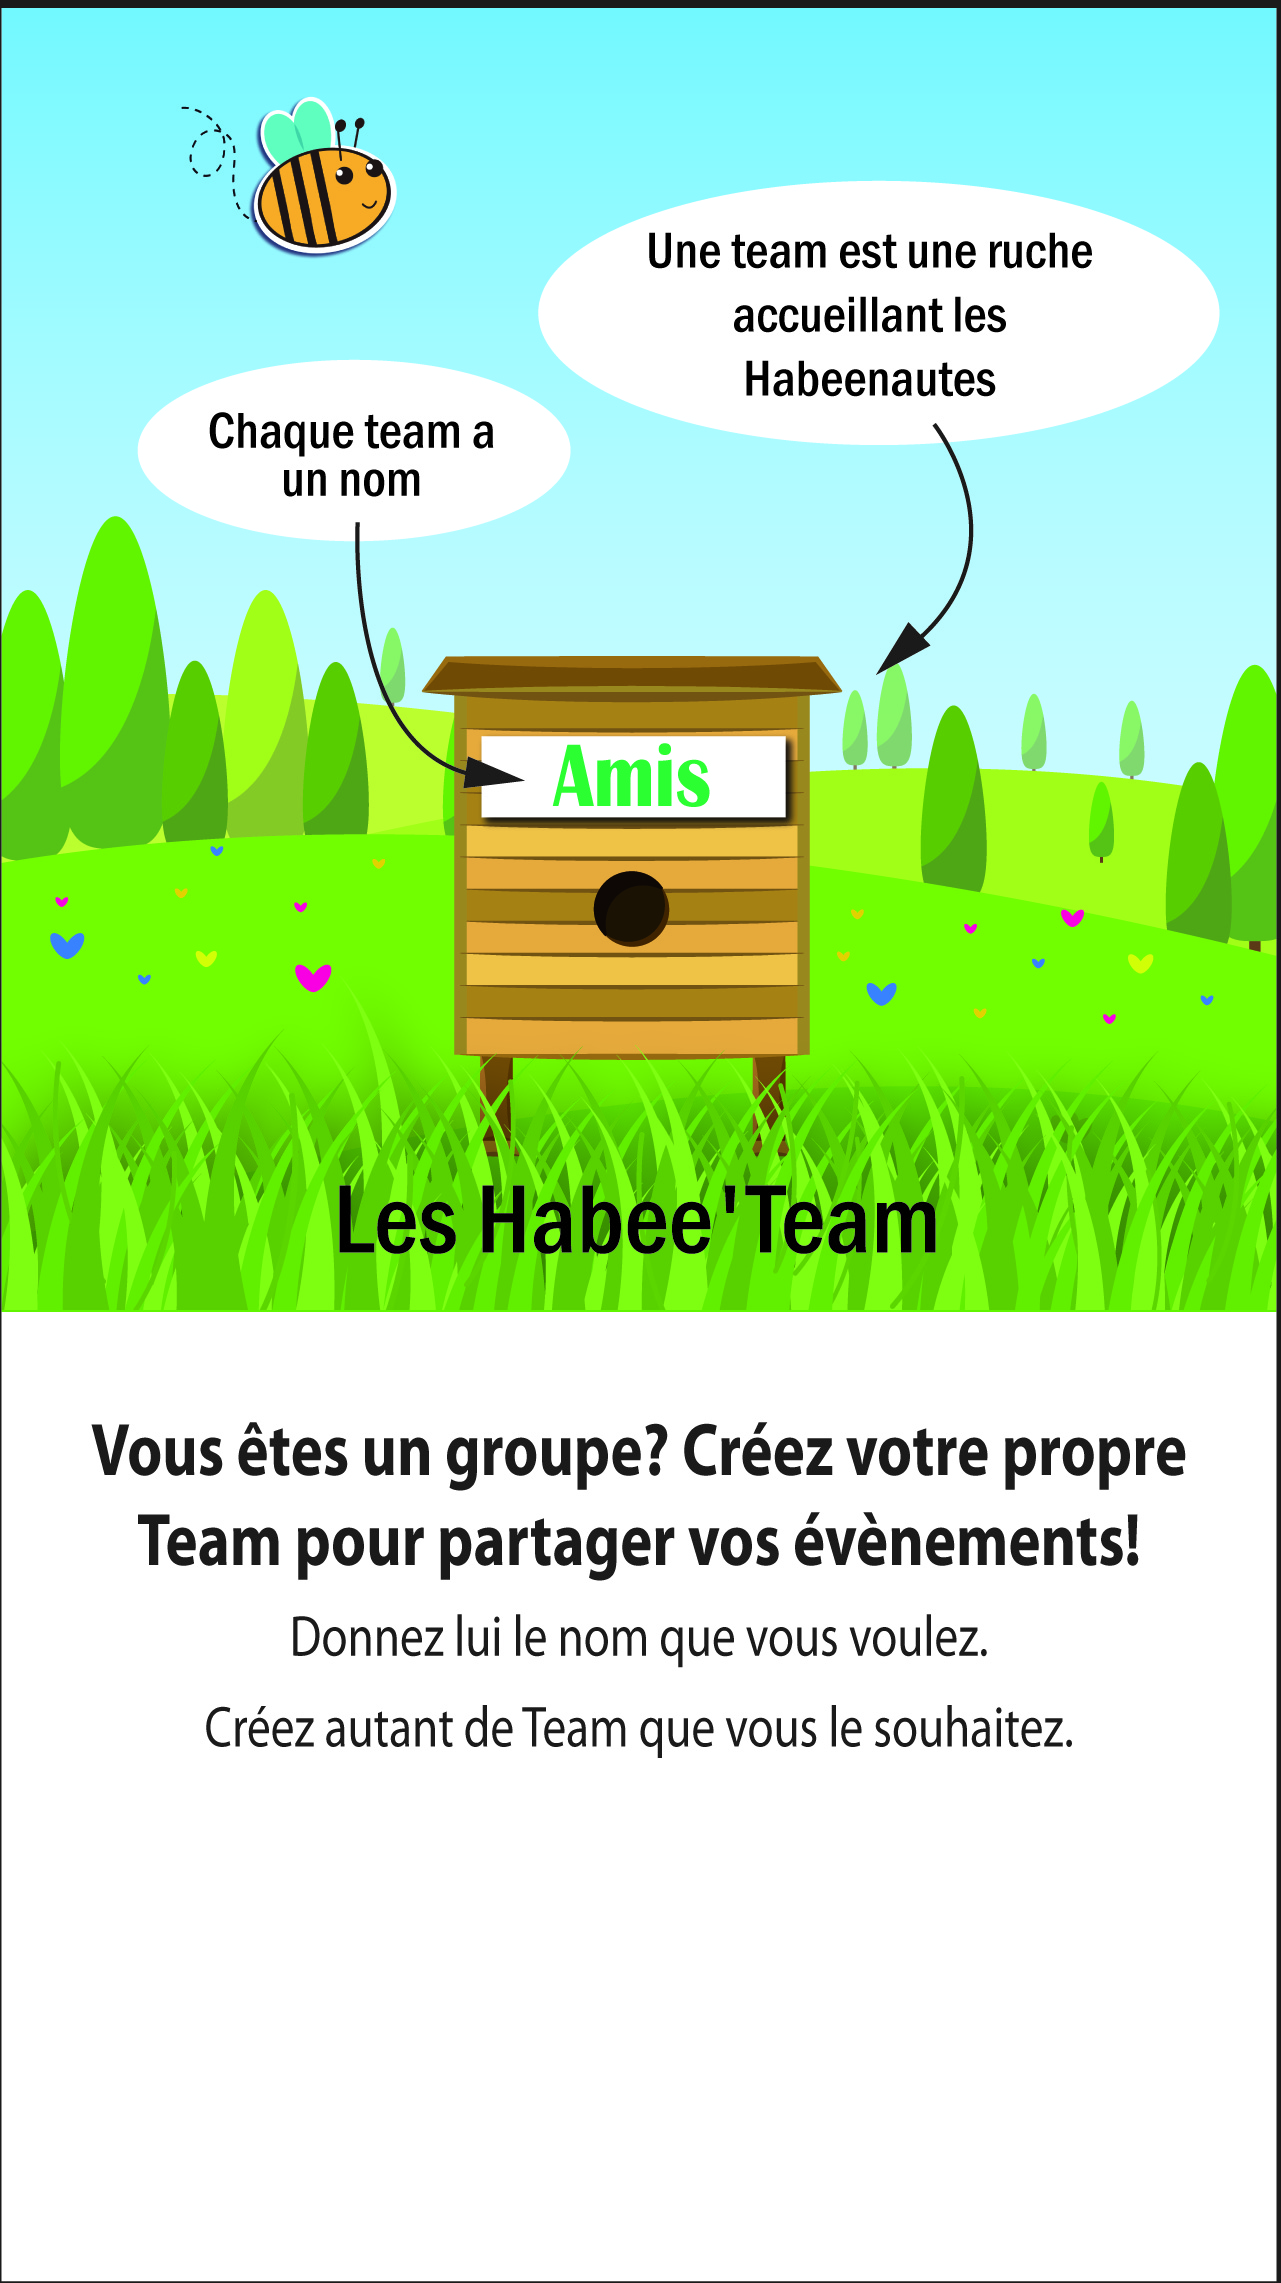 Une team est une ruche
accueillant les
Habeenautes
Chaque team a
un nom
Amis
Les Habee'Team
Vous êtes un groupe? Créez votre propre
Team pour partager vos évènements!
Donnez lui le nom que vous voulez.
Créez autant de Team que vous le souhaitez.